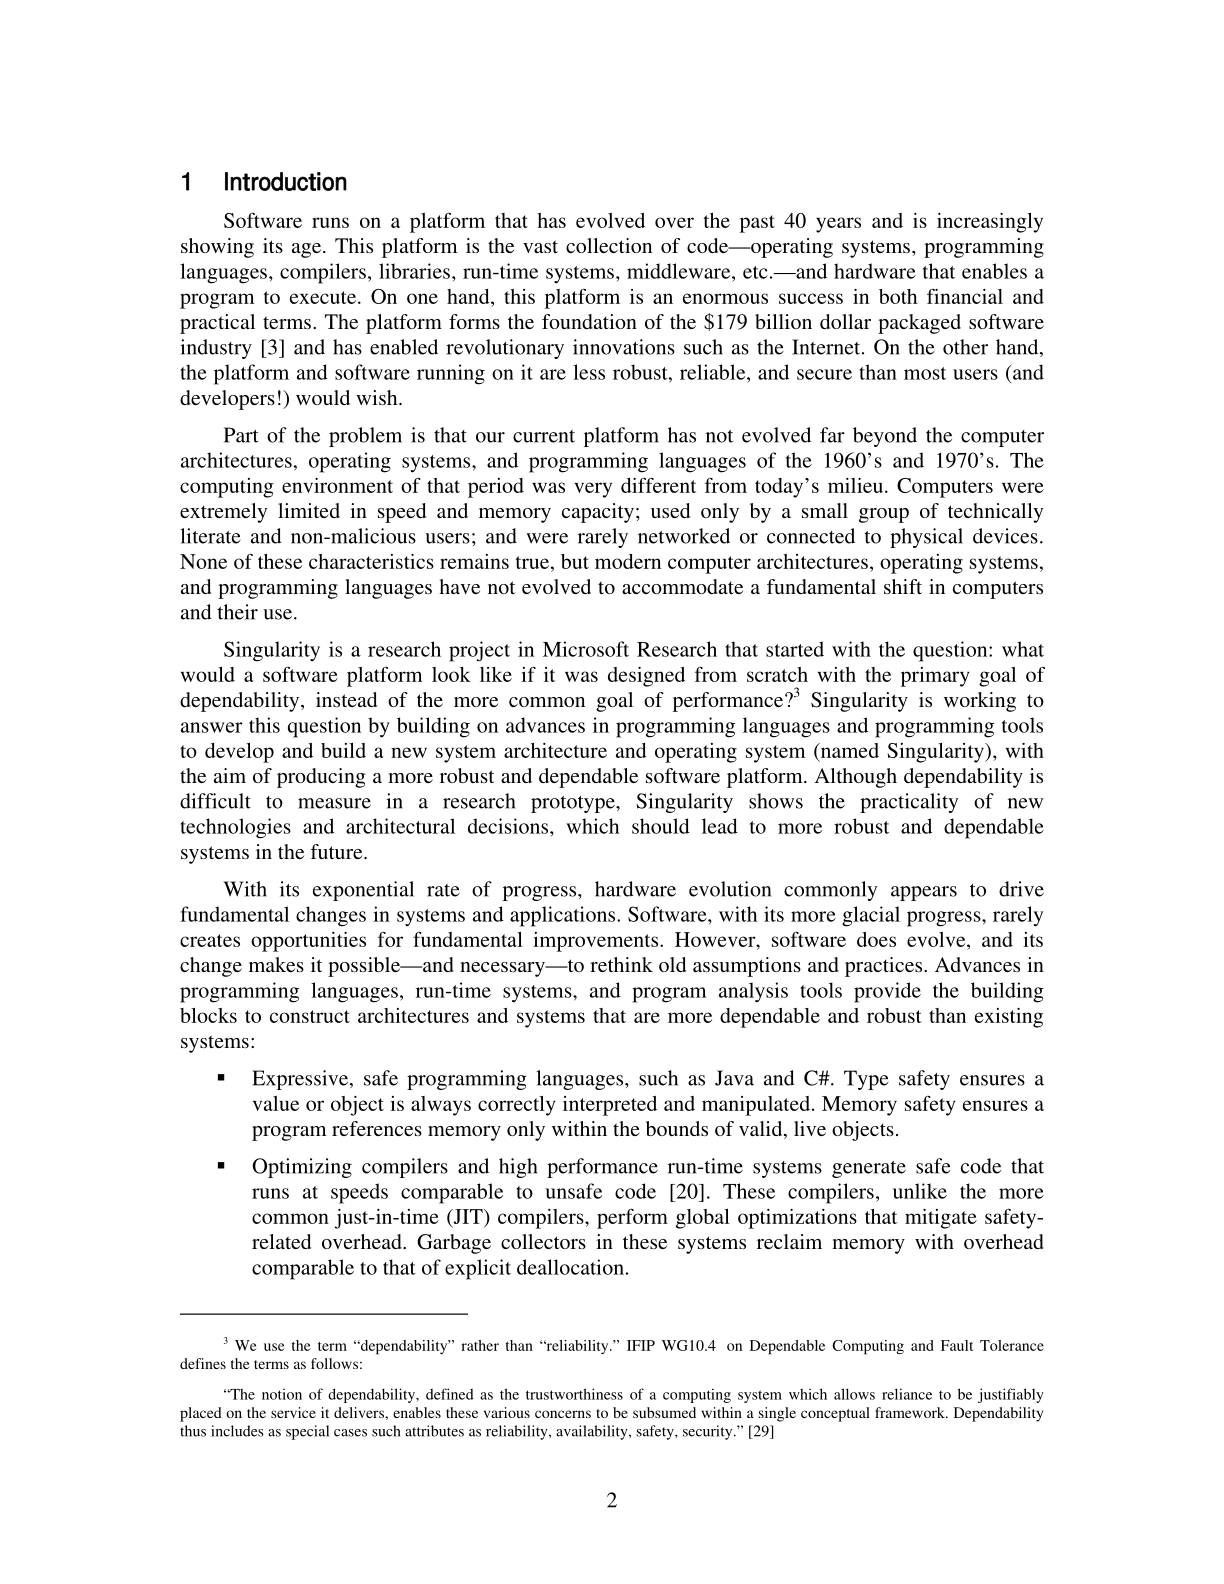 1 Introduction
Software runs on a platform that has evolved over the past 40 years and is increasingly
showing its age. This platform is the vast collection of code—operating systems, programming
languages, compilers, libraries, run-time systems, middleware, etc.—and hardware that enables a
program to execute. On one hand, this platform is an enormous success in both financial and
practical terms. The platform forms the foundation of the $179 billion dollar packaged software
industry [3] and has enabled revolutionary innovations such as the Internet. On the other hand,
the platform and software running on it are less robust, reliable, and secure than most users (and
developers!) would wish.
Part of the problem is that our current platform has not evolved far beyond the computer
architectures, operating systems, and programming languages of the 1960’s and 1970’s. The
computing environment of that period was very different from today’s milieu. Computers were
extremely limited in speed and memory capacity; used only by a small group of technically
literate and non-malicious users; and were rarely networked or connected to physical devices.
None of these characteristics remains true, but modern computer architectures, operating systems,
and programming languages have not evolved to accommodate a fundamental shift in computers
and their use.
Singularity is a research project in Microsoft Research that started with the question: what
would a software platform look like if it was designed from scratch with the primary goal of
dependability, instead of the more common goal of performance?³ Singularity is working to
answer this question by building on advances in programming languages and programming tools
to develop and build a new system architecture and operating system (named Singularity), with
the aim of producing a more robust and dependable software platform. Although dependability is
difficult to measure in a research prototype, Singularity shows the practicality of new
technologies and architectural decisions, which should lead to more robust and dependable
systems in the future.
With its exponential rate of progress, hardware evolution commonly appears to drive
fundamental changes in systems and applications. Software, with its more glacial progress, rarely
creates opportunities for fundamental improvements. However, software does evolve, and its
change makes it possible—and necessary—to rethink old assumptions and practices. Advances in
programming languages, run-time systems, and program analysis tools provide the building
blocks to construct architectures and systems that are more dependable and robust than existing
systems:
▪ Expressive, safe programming languages, such as Java and C#. Type safety ensures a
value or object is always correctly interpreted and manipulated. Memory safety ensures a
program references memory only within the bounds of valid, live objects.
▪ Optimizing compilers and high performance run-time systems generate safe code that
runs at speeds comparable to unsafe code [20]. These compilers, unlike the more
common just-in-time (JIT) compilers, perform global optimizations that mitigate safety-
related overhead. Garbage collectors in these systems reclaim memory with overhead
comparable to that of explicit deallocation.
³ We use the term “dependability” rather than “reliability.” IFIP WG10.4 on Dependable Computing and Fault Tolerance
defines the terms as follows:
“The notion of dependability, defined as the trustworthiness of a computing system which allows reliance to be justifiably
placed on the service it delivers, enables these various concerns to be subsumed within a single conceptual framework. Dependability
thus includes as special cases such attributes as reliability, availability, safety, security.” [29]
2